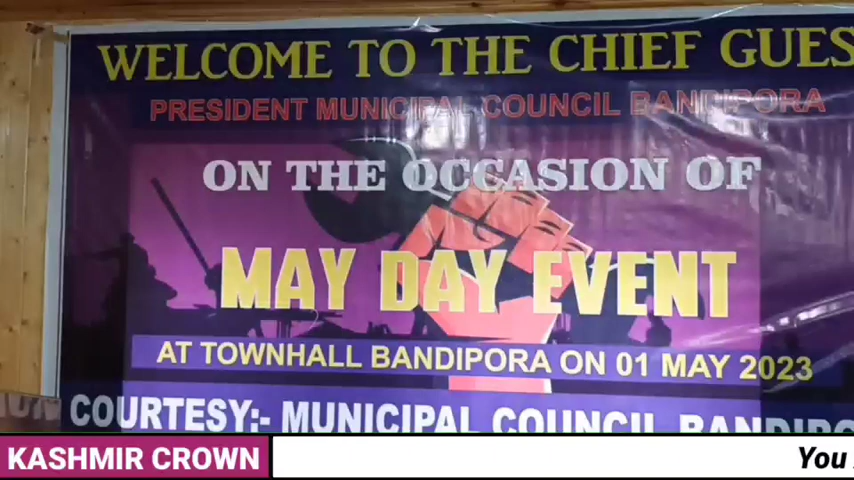 WELCOME TO THE CHIEF GUES
PRESIDENT MUNICIPAL COUNCIL BANDIPORA
ON THE OCCASION OF
MAY DAY EVENT
AT TOWNHALL BANDIPORA ON 01 MAY 2023
COURTESY:- MUNICIPAL COUNCIL BANDIPO
KASHMIR CROWN
You